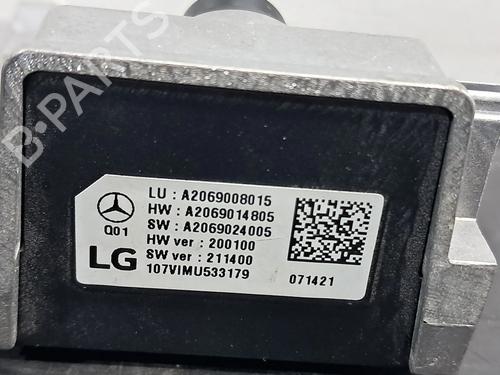 B-PARTS
LU : A2069008015
HW : A2069014805
Q01 SW : A2069024005
HW ver : 200100
LG SW ver : 211400
107VIMU533179 071421